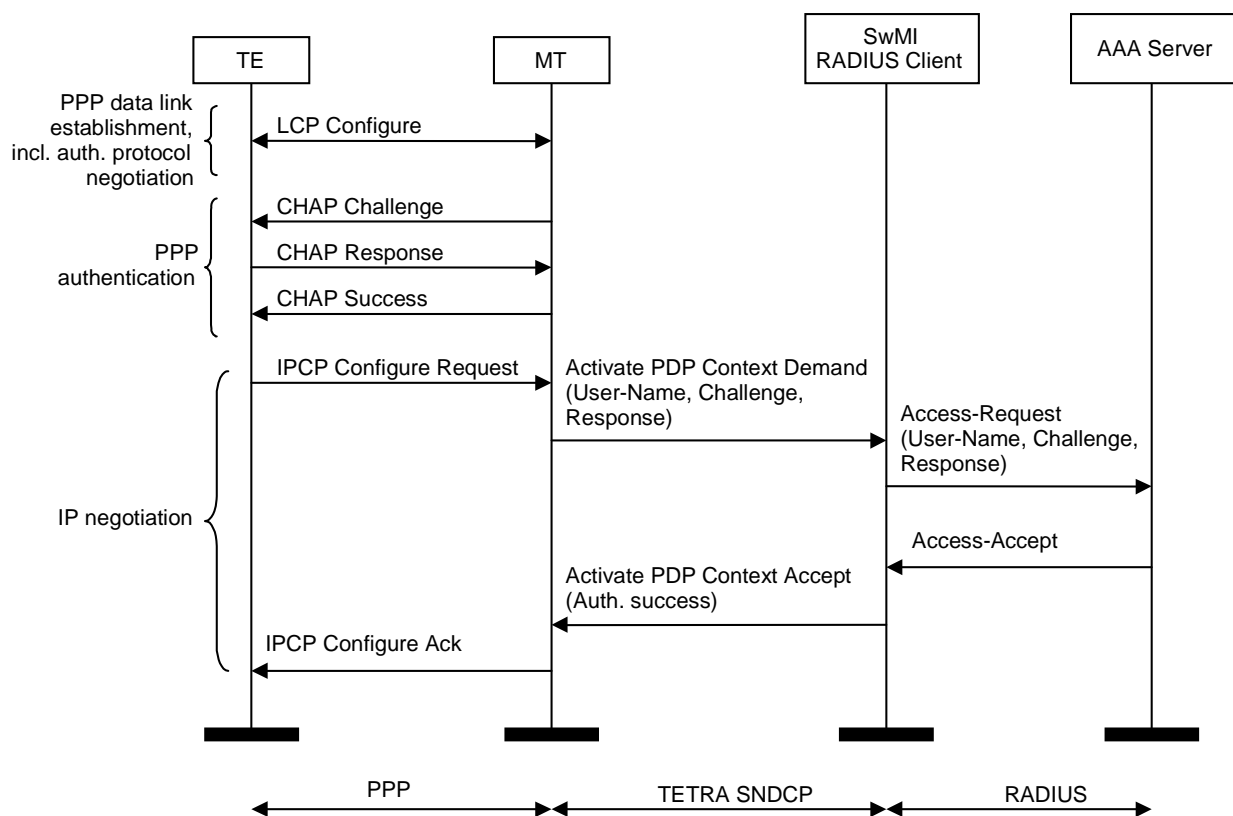 TE
MT
SwMI
RADIUS Client
AAA Server
PPP data link
establishment,
incl. auth. protocol
negotiation
LCP Configure
CHAP Challenge
PPP
authentication
CHAP Response
CHAP Success
IPCP Configure Request
Activate PDP Context Demand
(User-Name, Challenge,
Response)
Access-Request
(User-Name, Challenge,
Response)
IP negotiation
Access-Accept
Activate PDP Context Accept
(Auth. success)
IPCP Configure Ack
PPP
TETRA SNDCP
RADIUS